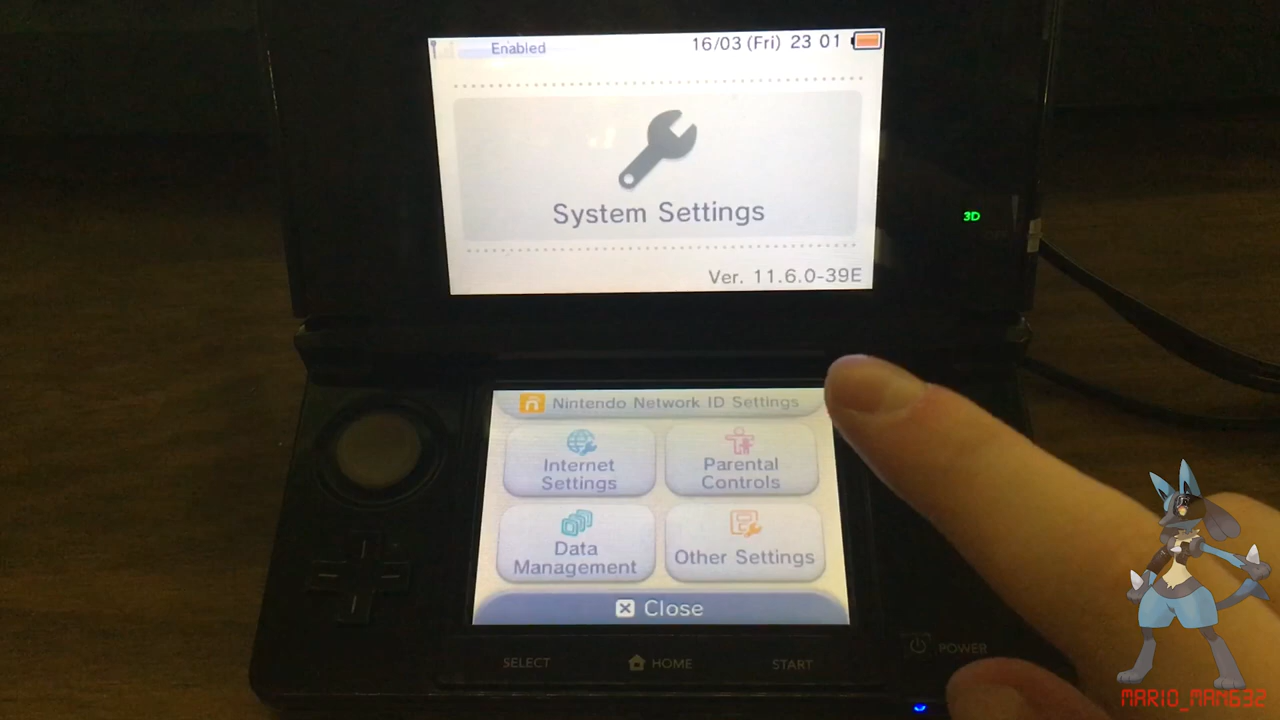 Enabled
16/03 (Fri) 23 01
System Settings
Ver. 11.6.0-39E
3D
Nintendo Network ID Settings
Internet
Settings
Parental
Controls
Data
Management
Other Settings
Close
SELECT
HOME
START
POWER
MARIO_MAN632